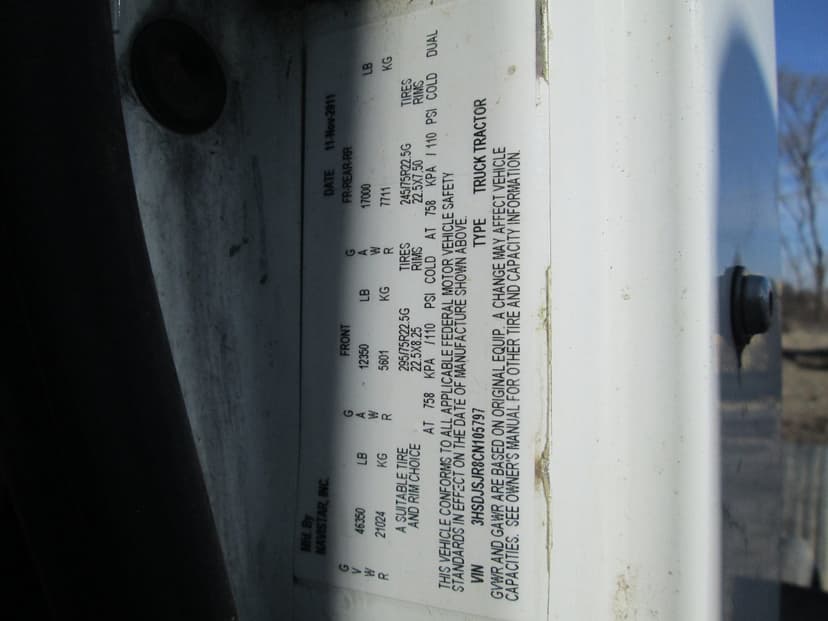 Mfd. By
NAVISTAR, INC.
DATE 11-Nov-2011
FRONT FR-REAR-RR
G G G
V 46350 LB A 12350 LB A 17000 LB
W W W
R 21024 KG R 5601 KG R 7711 KG
A SUITABLE TIRE 295/75R22.5G TIRES 245/75R22.5G TIRES
AND RIM CHOICE 22.5X8.25 RIMS 22.5X7.50 RIMS
AT 758 KPA /110 PSI COLD AT 758 KPA /110 PSI COLD DUAL
THIS VEHICLE CONFORMS TO ALL APPLICABLE FEDERAL MOTOR VEHICLE SAFETY
STANDARDS IN EFFECT ON THE DATE OF MANUFACTURE SHOWN ABOVE.
VIN 3HSDJSJR8CN105797 TYPE TRUCK TRACTOR
GVWR AND GAWR ARE BASED ON ORIGINAL EQUIP. A CHANGE MAY AFFECT VEHICLE
CAPACITIES. SEE OWNER'S MANUAL FOR OTHER TIRE AND CAPACITY INFORMATION.